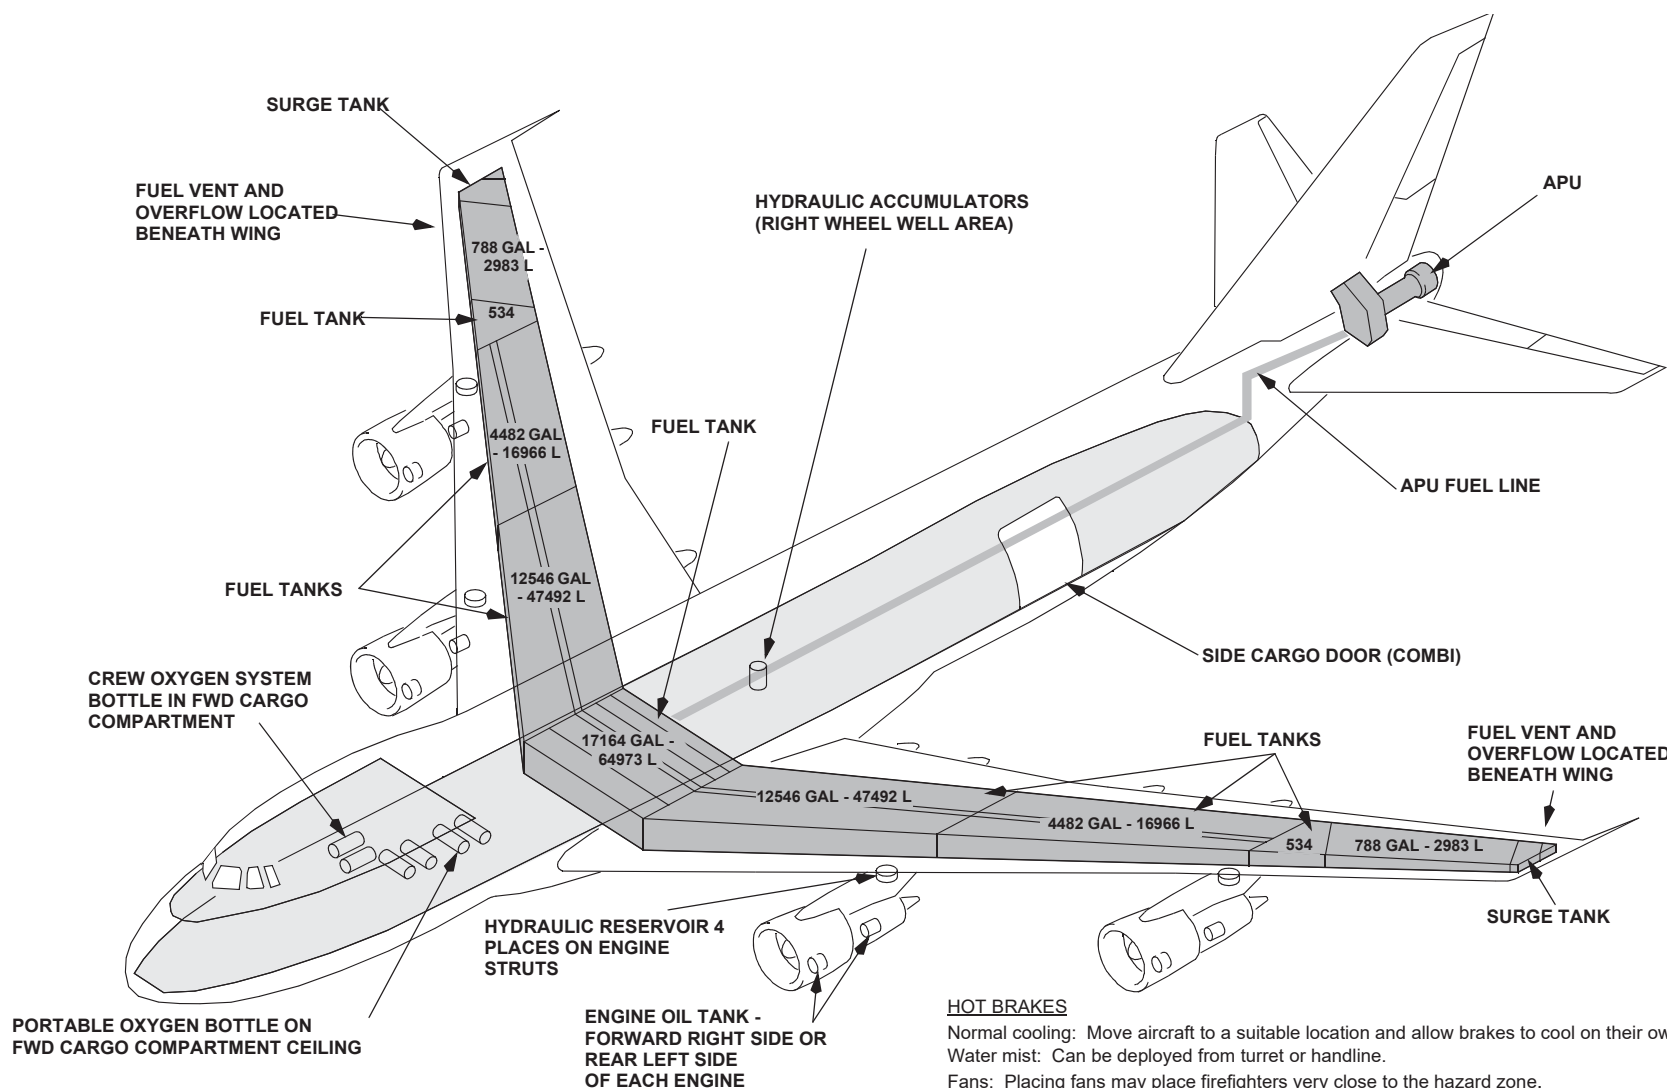 SURGE TANK
FUEL VENT AND
OVERFLOW LOCATED
BENEATH WING
HYDRAULIC ACCUMULATORS
(RIGHT WHEEL WELL AREA)
APU
788 GAL -
2983 L
FUEL TANK
534
4482 GAL
- 16966 L
FUEL TANK
APU FUEL LINE
12546 GAL
- 47492 L
FUEL TANKS
SIDE CARGO DOOR (COMBI)
CREW OXYGEN SYSTEM
BOTTLE IN FWD CARGO
COMPARTMENT
17164 GAL -
64973 L
FUEL TANKS
FUEL VENT AND
OVERFLOW LOCATED
BENEATH WING
12546 GAL - 47492 L
4482 GAL - 16966 L
534
788 GAL - 2983 L
SURGE TANK
HYDRAULIC RESERVOIR 4
PLACES ON ENGINE
STRUTS
PORTABLE OXYGEN BOTTLE ON
FWD CARGO COMPARTMENT CEILING
ENGINE OIL TANK -
FORWARD RIGHT SIDE OR
REAR LEFT SIDE
OF EACH ENGINE
HOT BRAKES
Normal cooling: Move aircraft to a suitable location and allow brakes to cool on their ow
Water mist: Can be deployed from turret or handline.
Fans: Placing fans may place firefighters very close to the hazard zone.